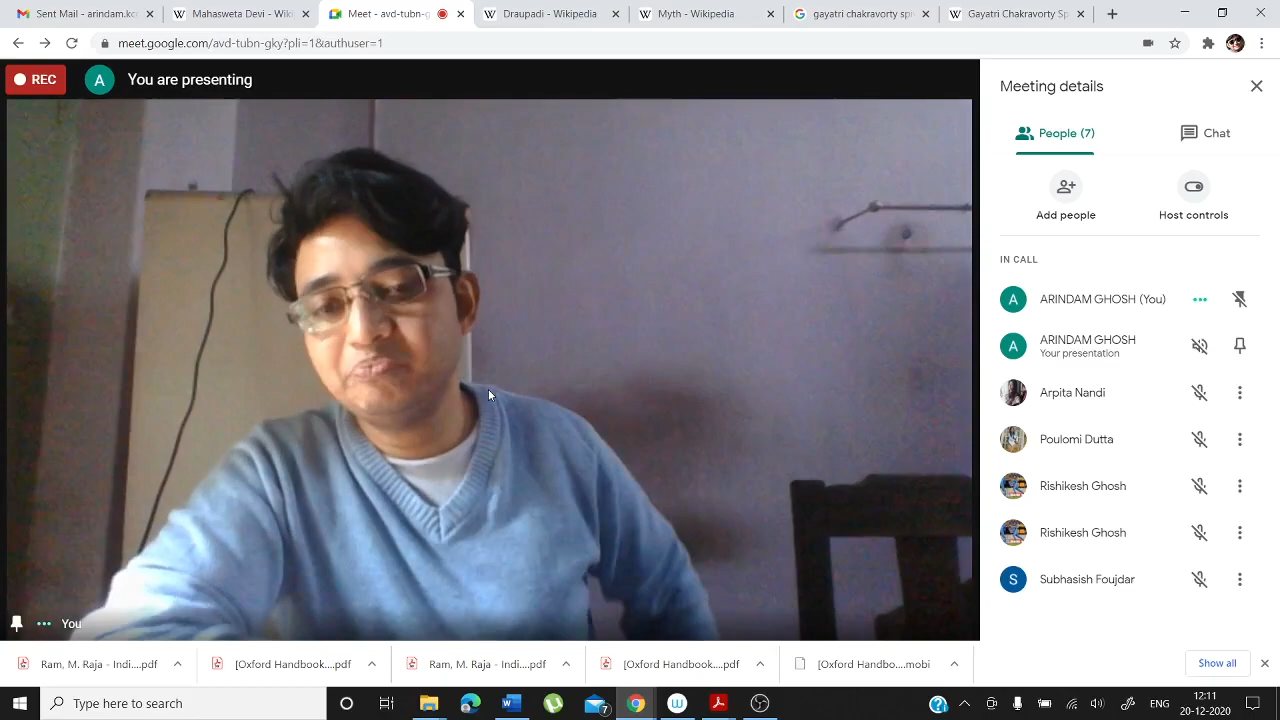 Sent Mail - arindam.kc
Mahasweta Devi - Wiki
Meet - avd-tubn-g
Draupadi - Wikipedia
Myth - Wikipedia
gayatri chakravorty spi
Gayatri Chakravorty Sp
meet.google.com/avd-tubn-gky?pli=1&authuser=1
REC
A
You are presenting
Meeting details
People (7)
Chat
Add people
Host controls
IN CALL
A
ARINDAM GHOSH (You)
A
ARINDAM GHOSH
Your presentation
Arpita Nandi
Poulomi Dutta
Rishikesh Ghosh
Rishikesh Ghosh
S
Subhasish Foujdar
You
Ram, M. Raja - Indi....pdf
[Oxford Handbook....pdf
Ram, M. Raja - Indi....pdf
[Oxford Handbook....pdf
[Oxford Handbo....mobi
Show all
Type here to search
7
ENG
12:11
20-12-2020